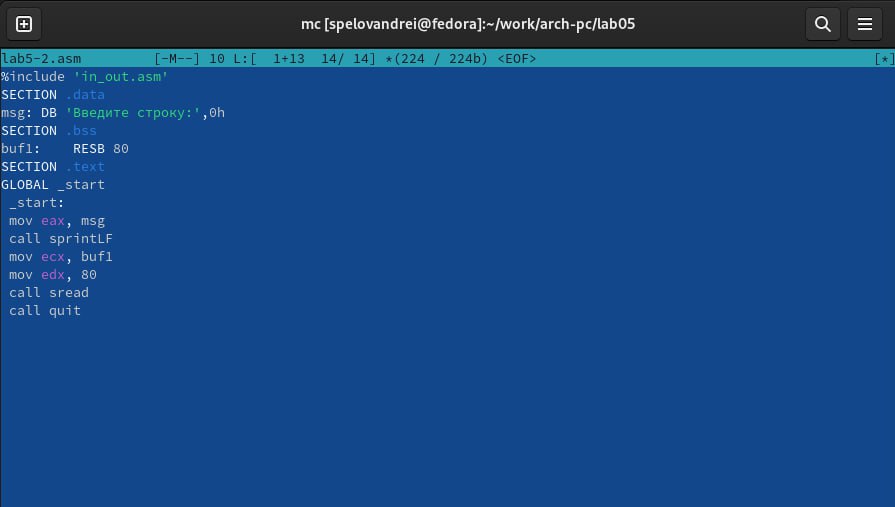 mc [spelovandrei@fedora]:~/work/arch-pc/lab05
lab5-2.asm         [-M--] 10 L:[  1+13  14/ 14] *(224 / 224b) <EOF>                                          [*]
%include 'in_out.asm'
SECTION .data
msg: DB 'Введите строку:',0h
SECTION .bss
buf1:    RESB 80
SECTION .text
GLOBAL _start
 _start:
 mov eax, msg
 call sprintLF
 mov ecx, buf1
 mov edx, 80
 call sread
 call quit